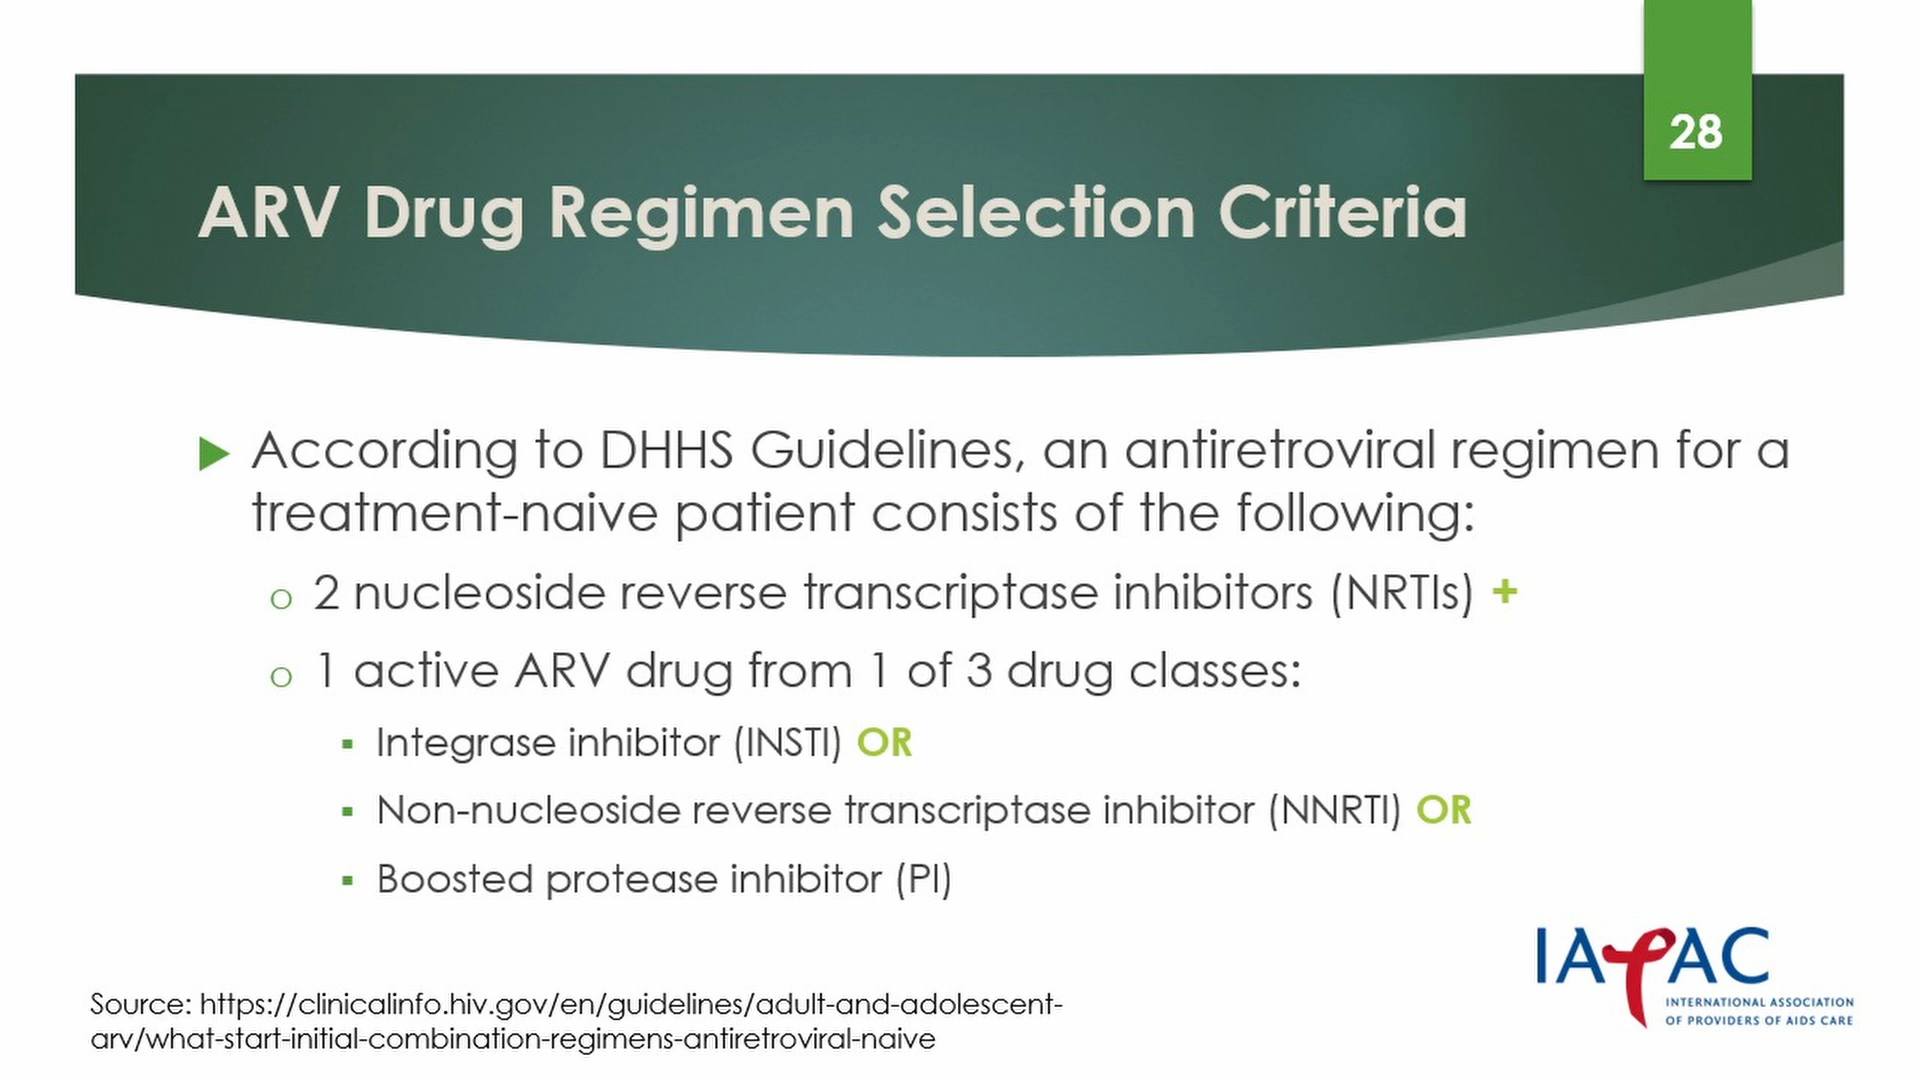 28
ARV Drug Regimen Selection Criteria
According to DHHS Guidelines, an antiretroviral regimen for a
treatment-naive patient consists of the following:
o 2 nucleoside reverse transcriptase inhibitors (NRTIs) +
o 1 active ARV drug from 1 of 3 drug classes:
▪ Integrase inhibitor (INSTI) OR
▪ Non-nucleoside reverse transcriptase inhibitor (NNRTI) OR
▪ Boosted protease inhibitor (PI)
IAPAC
INTERNATIONAL ASSOCIATION
OF PROVIDERS OF AIDS CARE
Source: https://clinicalinfo.hiv.gov/en/guidelines/adult-and-adolescent-
arv/what-start-initial-combination-regimens-antiretroviral-naive